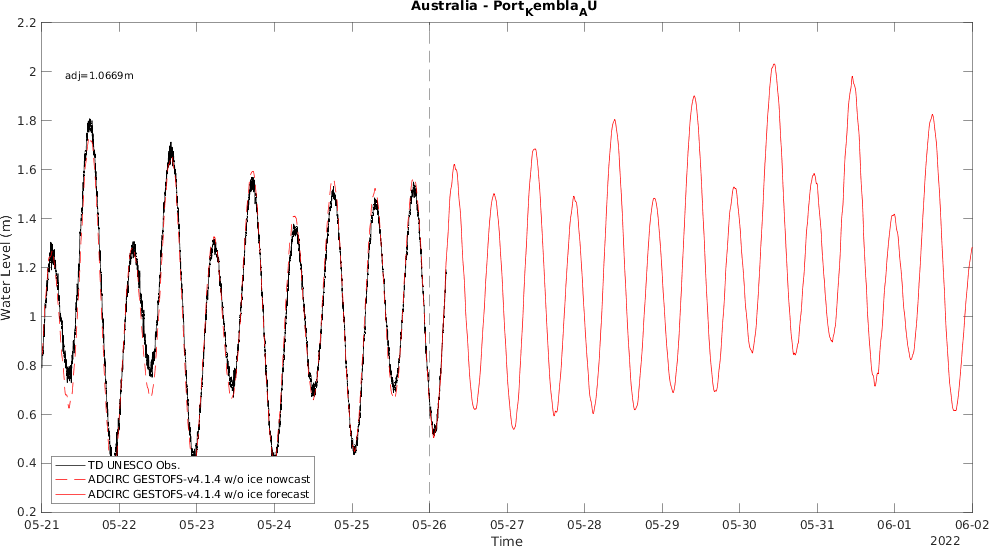 Australia - PortKemblaAU
2.2
2
adj=1.0669m
1.8
1.6
1.4
1.2
1
0.8
0.6
0.4
0.2
Water Level (m)
TD UNESCO Obs.
ADCIRC GESTOFS-v4.1.4 w/o ice nowcast
ADCIRC GESTOFS-v4.1.4 w/o ice forecast
05-21 05-22 05-23 05-24 05-25 05-26 05-27 05-28 05-29 05-30 05-31 06-01 06-02
Time
2022